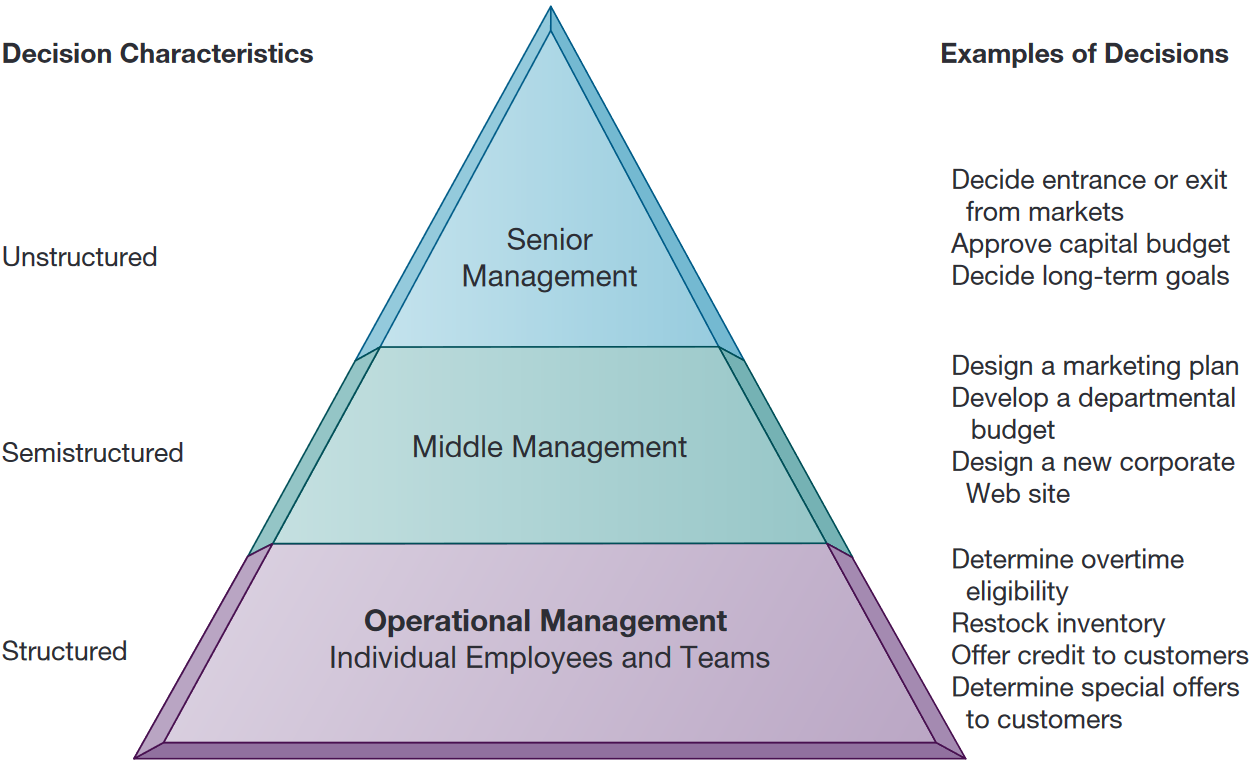 Decision Characteristics
Examples of Decisions
Unstructured
Senior
Management
Decide entrance or exit
from markets
Approve capital budget
Decide long-term goals
Semistructured
Middle Management
Design a marketing plan
Develop a departmental
budget
Design a new corporate
Web site
Structured
Operational Management
Individual Employees and Teams
Determine overtime
eligibility
Restock inventory
Offer credit to customers
Determine special offers
to customers